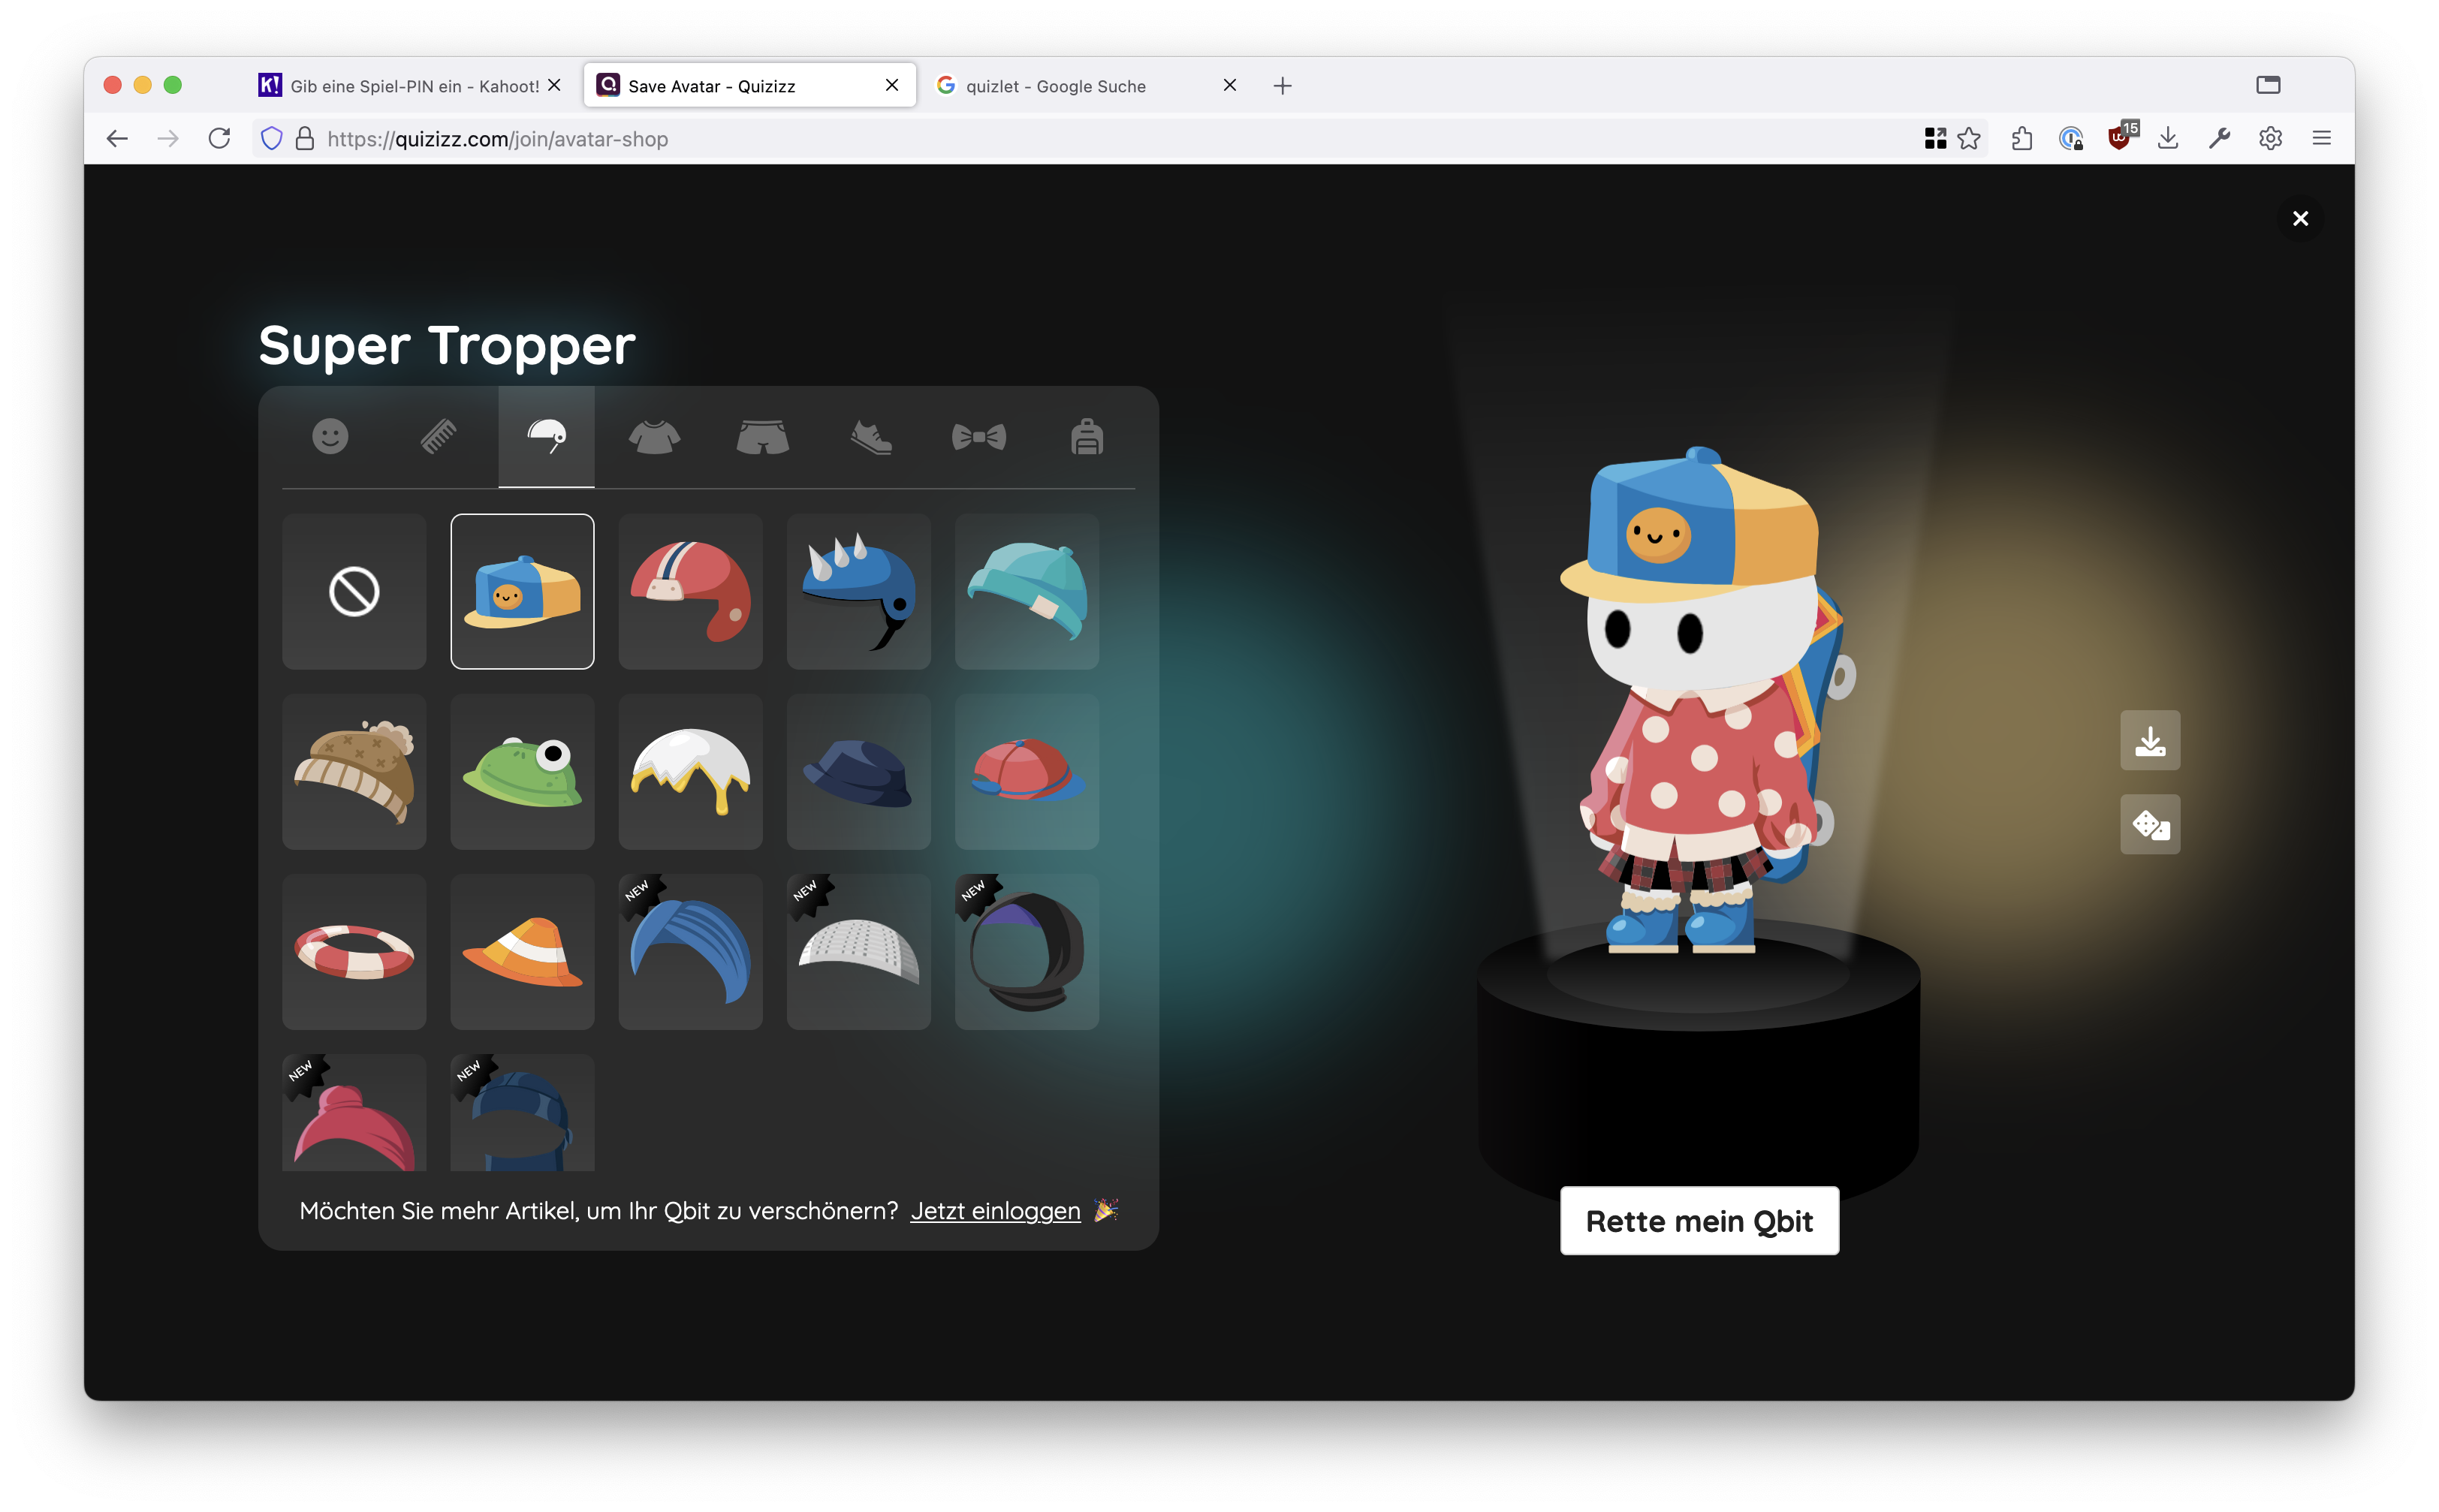 Gib eine Spiel-PIN ein - Kahoot!
Save Avatar - Quizizz
quizlet - Google Suche
https://quizizz.com/join/avatar-shop
15
Super Tropper
NEW
NEW
NEW
NEW
NEW
Möchten Sie mehr Artikel, um Ihr Qbit zu verschönern? Jetzt einloggen 🎉
Rette mein Qbit